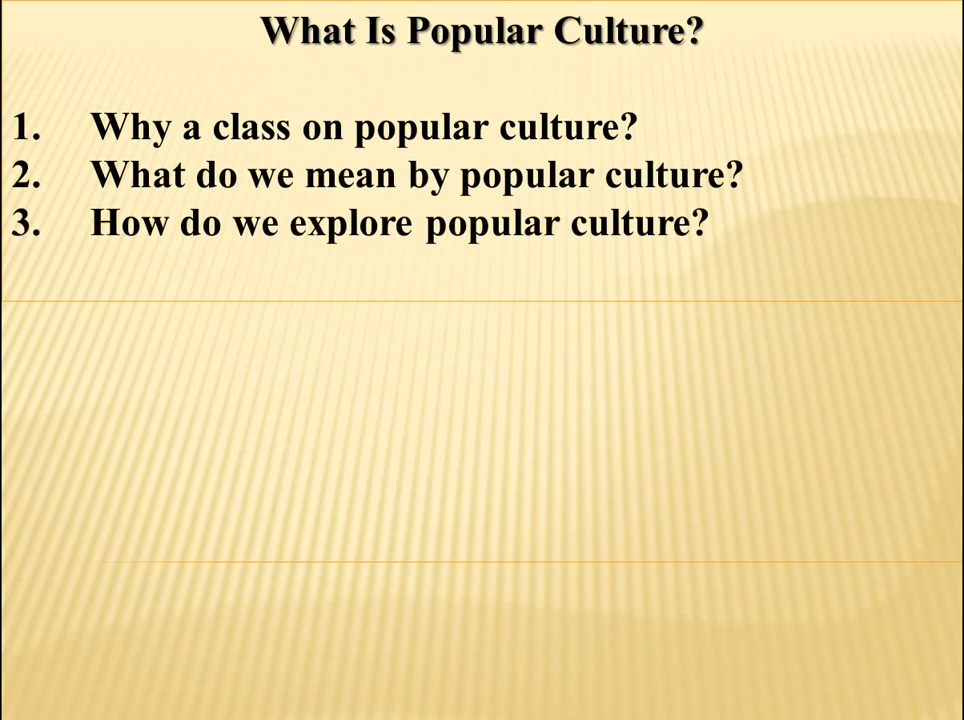 What Is Popular Culture?
1. Why a class on popular culture?
2. What do we mean by popular culture?
3. How do we explore popular culture?